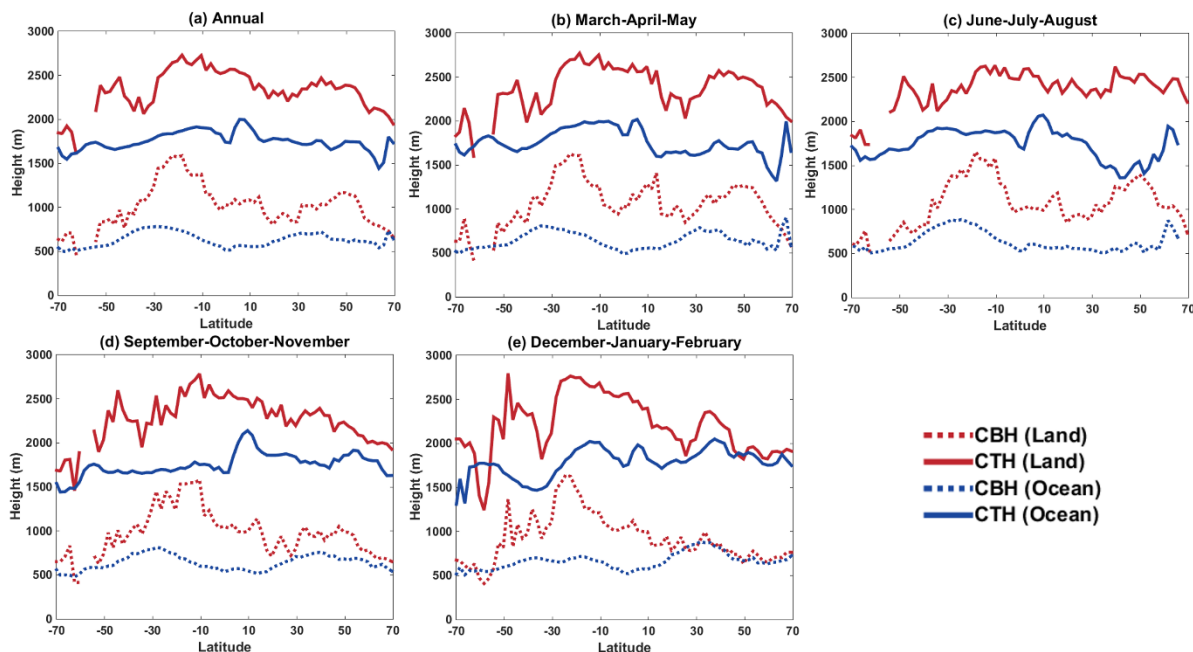 (a) Annual
(b) March-April-May
(c) June-July-August
Height (m)
3000
2500
2000
1500
1000
500
0
-70 -50 -30 -10 10 30 50 70
Latitude
Height (m)
3000
2500
2000
1500
1000
500
0
-70 -50 -30 -10 10 30 50 70
Latitude
Height (m)
3000
2500
2000
1500
1000
500
0
-70 -50 -30 -10 10 30 50 70
Latitude
(d) September-October-November
(e) December-January-February
Height (m)
3000
2500
2000
1500
1000
500
0
-70 -50 -30 -10 10 30 50 70
Latitude
Height (m)
3000
2500
2000
1500
1000
500
0
-70 -50 -30 -10 10 30 50 70
Latitude
CBH (Land)
CTH (Land)
CBH (Ocean)
CTH (Ocean)